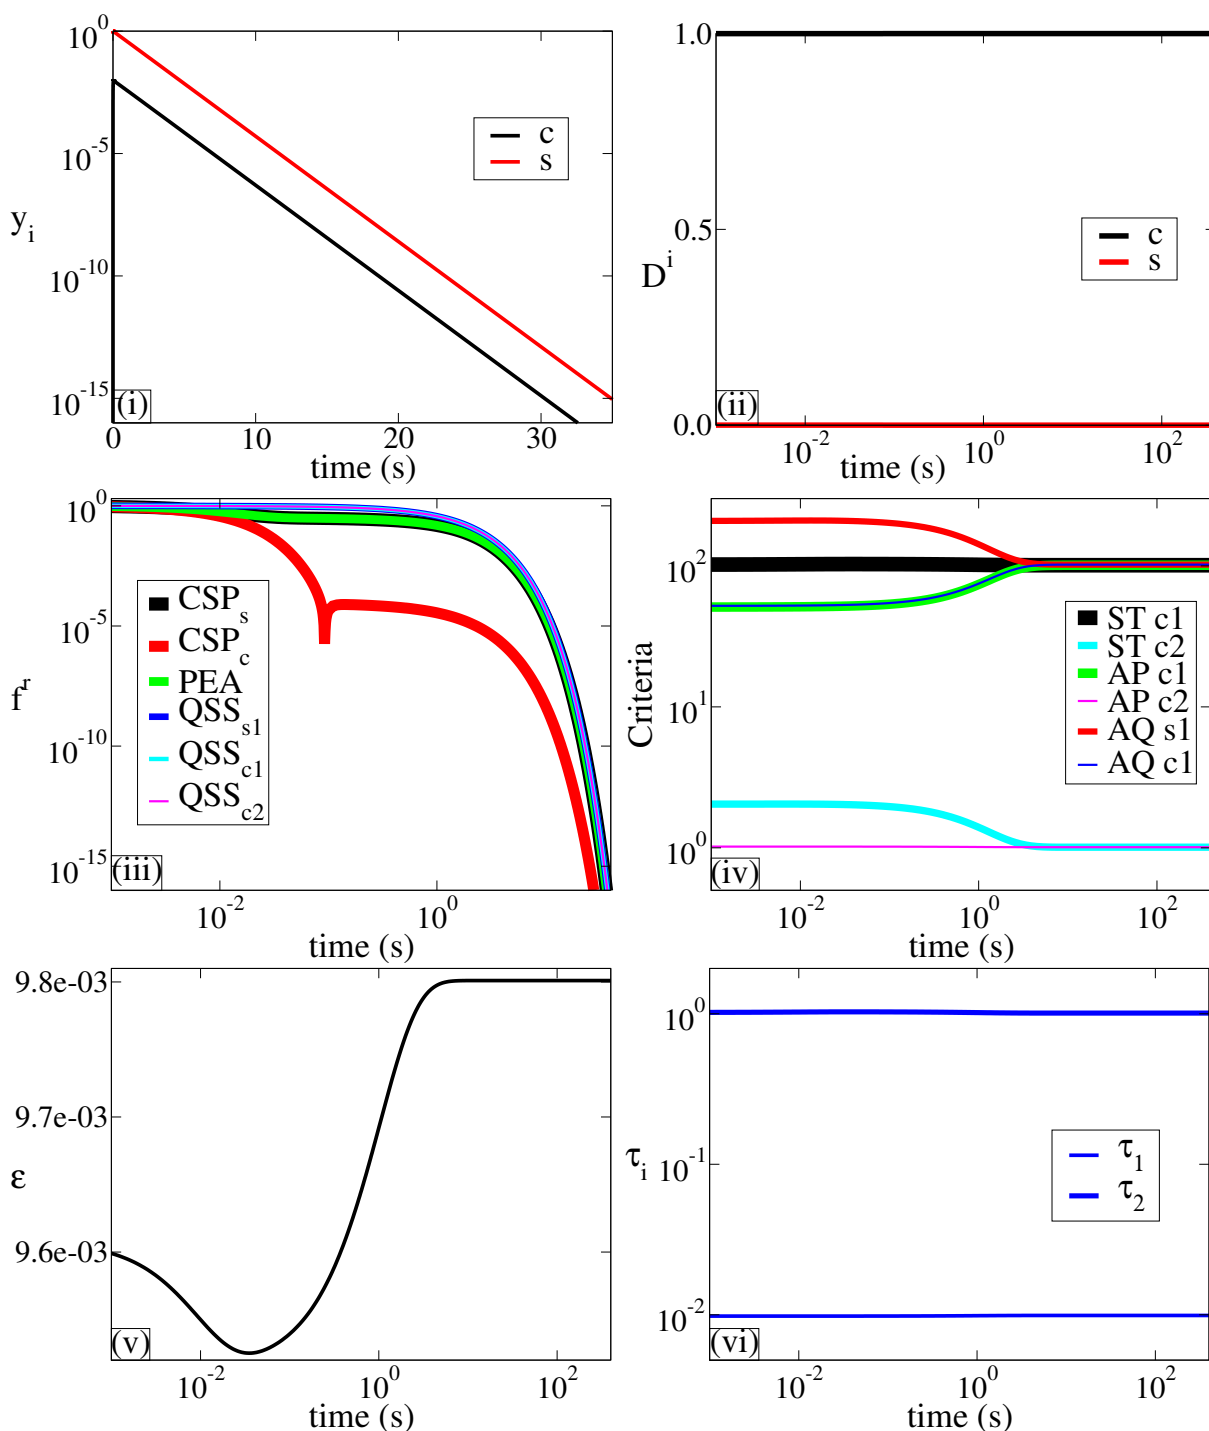 10^0
10^-5
10^-10
10^-15
y_i
c
s
(i)
0
10
20
30
time (s)
1.0
0.5
0.0
D^i
c
s
(ii)
10^-2
10^0
10^2
time (s)
10^0
10^-5
10^-10
10^-15
f^r
CSP_s
CSP_c
PEA
QSS_s1
QSS_c1
QSS_c2
(iii)
10^-2
10^0
time (s)
10^2
10^1
10^0
Criteria
ST c1
ST c2
AP c1
AP c2
AQ s1
AQ c1
(iv)
10^-2
10^0
10^2
time (s)
9.8e-03
9.7e-03
9.6e-03
ε
(v)
10^-2
10^0
10^2
time (s)
10^0
10^-1
10^-2
τ_i
τ_1
τ_2
(vi)
10^-2
10^0
10^2
time (s)